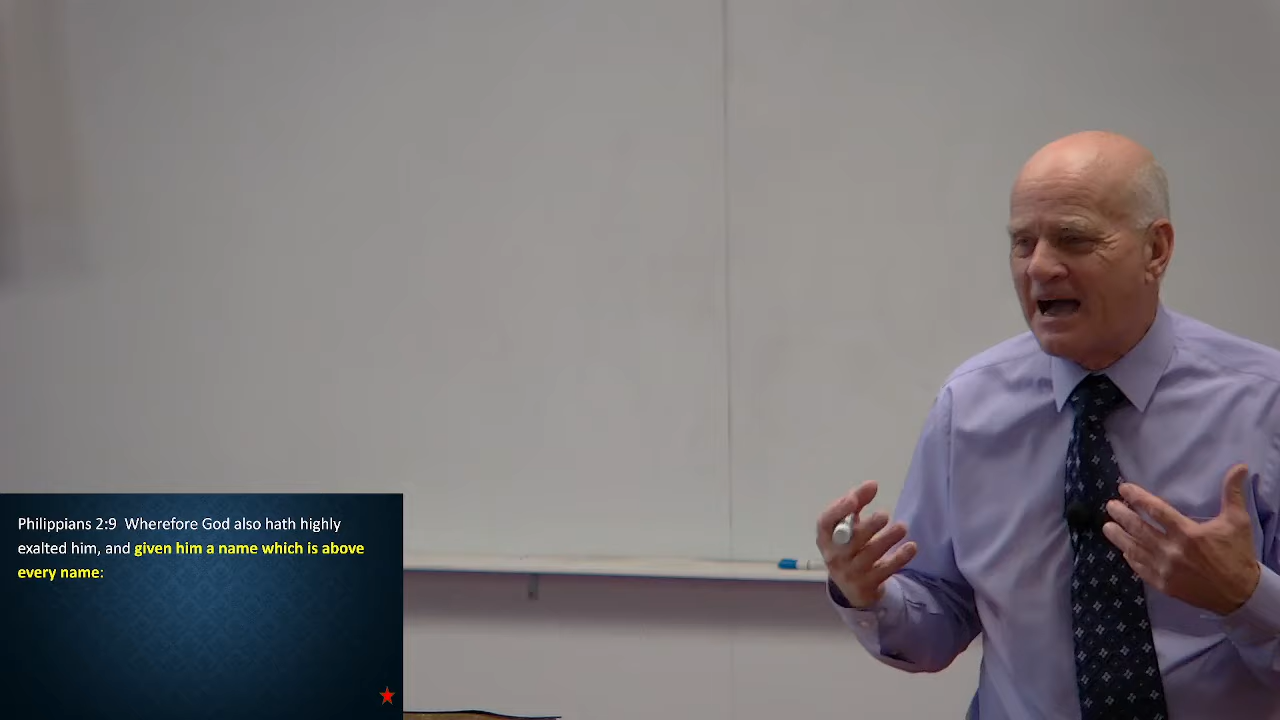 Philippians 2:9  Wherefore God also hath highly
exalted him, and given him a name which is above
every name: